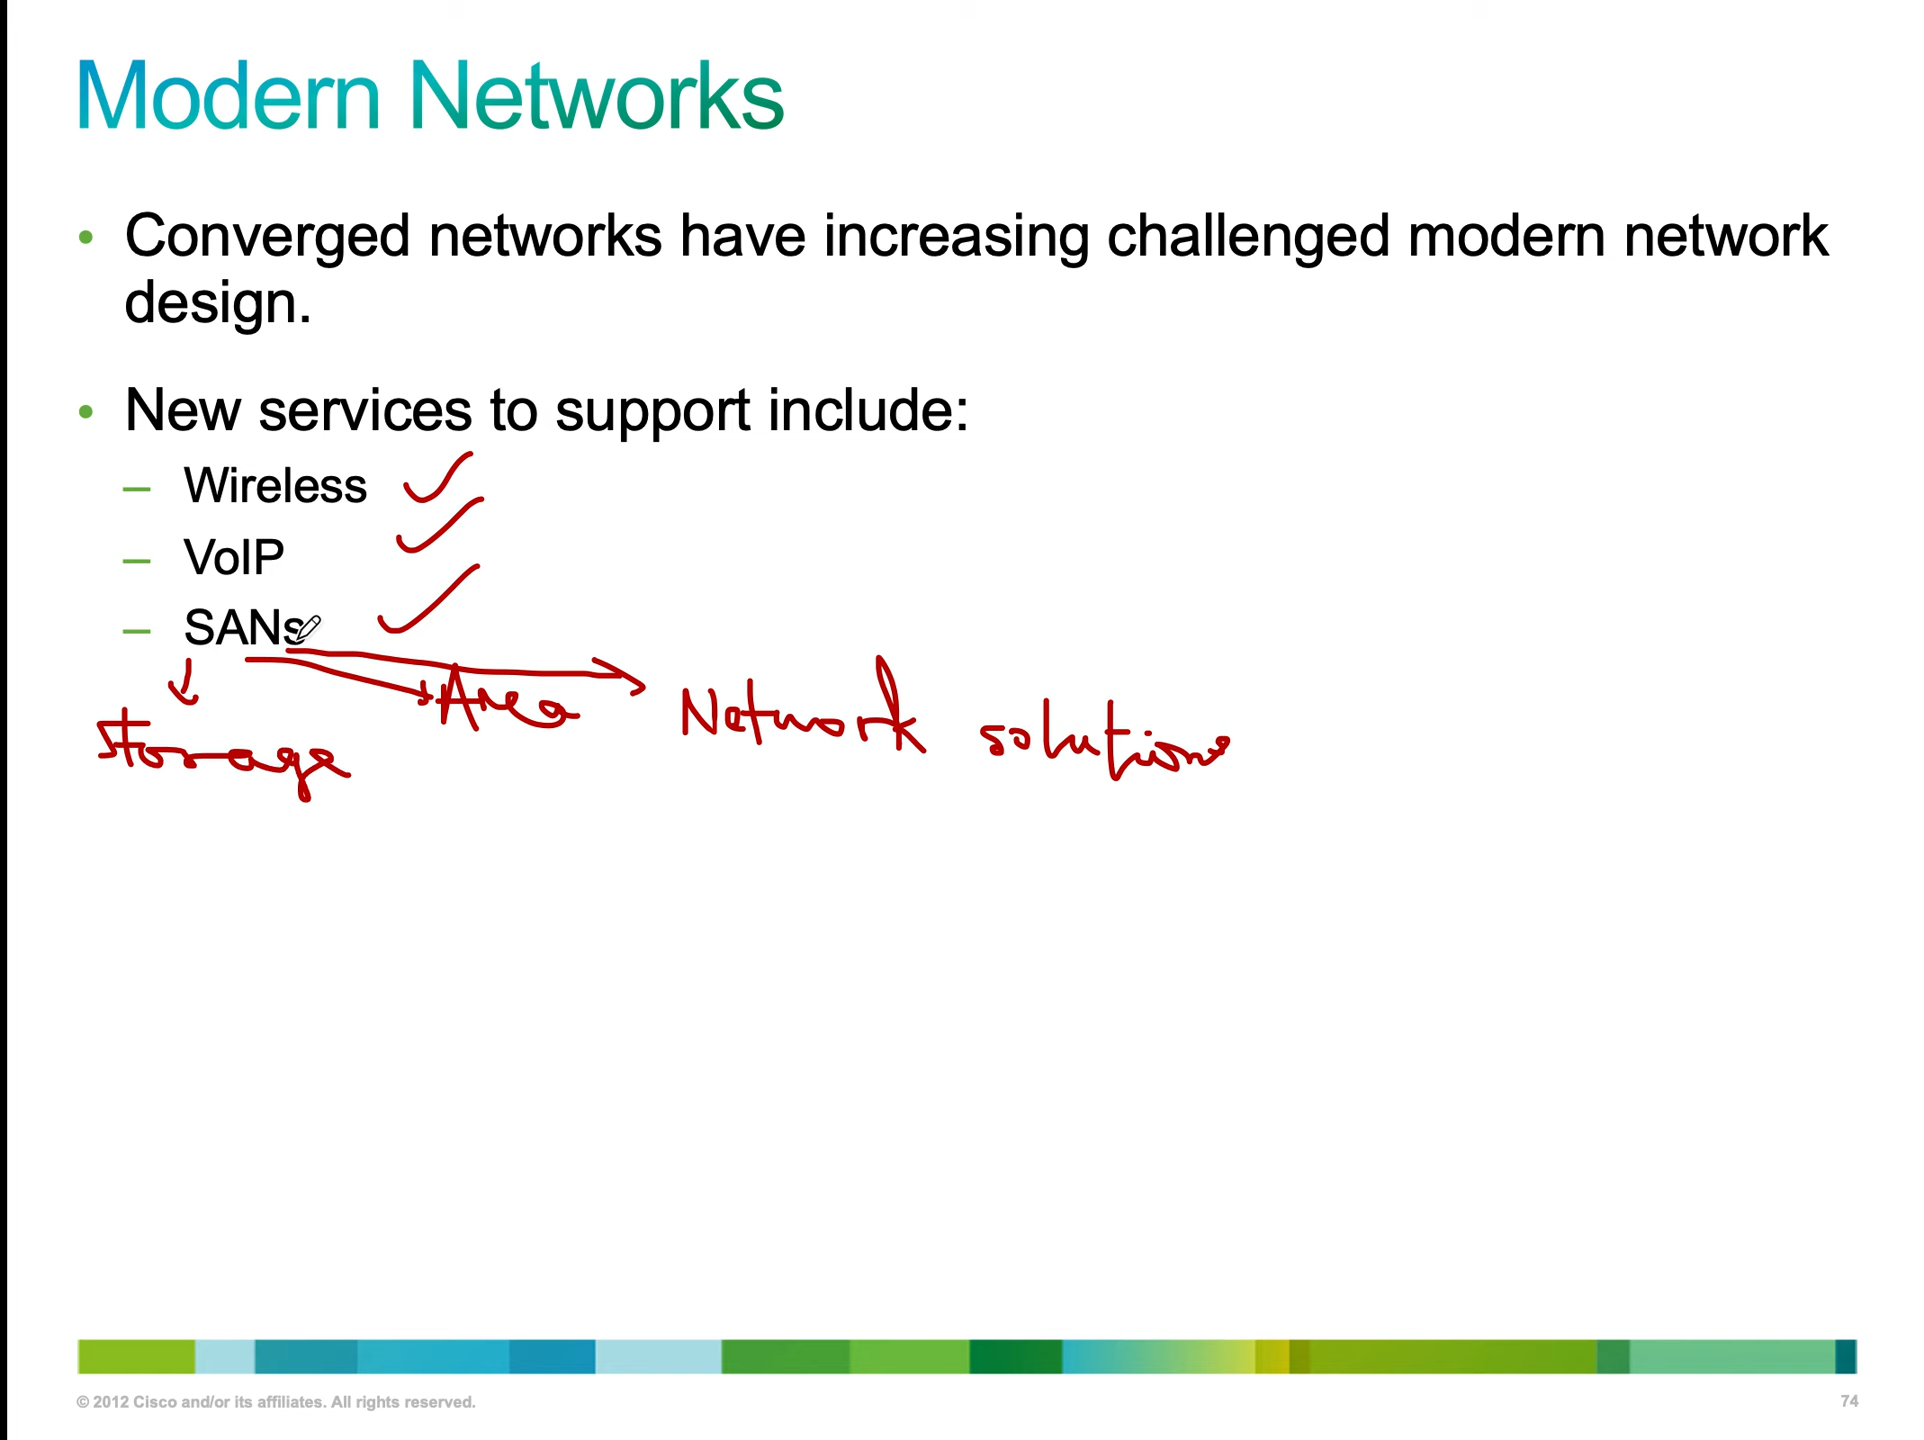 Modern Networks
• Converged networks have increasing challenged modern network
design.
• New services to support include:
– Wireless
– VoIP
– SANs
Storage Area Network solutions
© 2012 Cisco and/or its affiliates. All rights reserved.
74